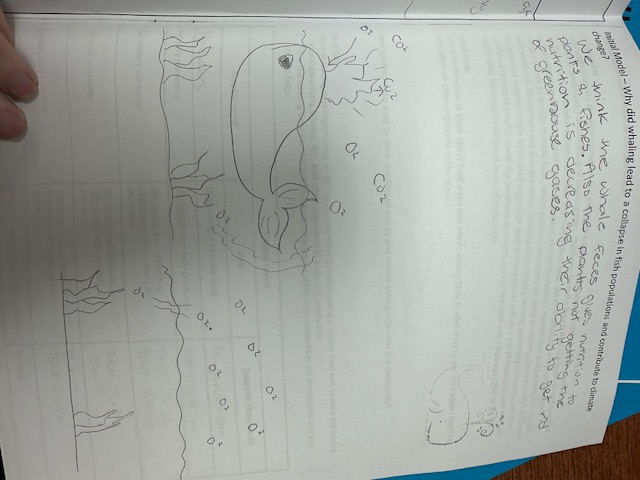 Initial Model – Why did whaling lead to a collapse in fish populations and contribute to climate
change?
We think the whale feces gives nutrition to
plants & fishes. Also the plants not getting the
nutrition is decreasing their ability to get rid
of greenhouse gases.
O2
CO2
CO2
O2
CO2
O2
O2
O2
O2
O2
O2
O2
O2
O2
O2
O2